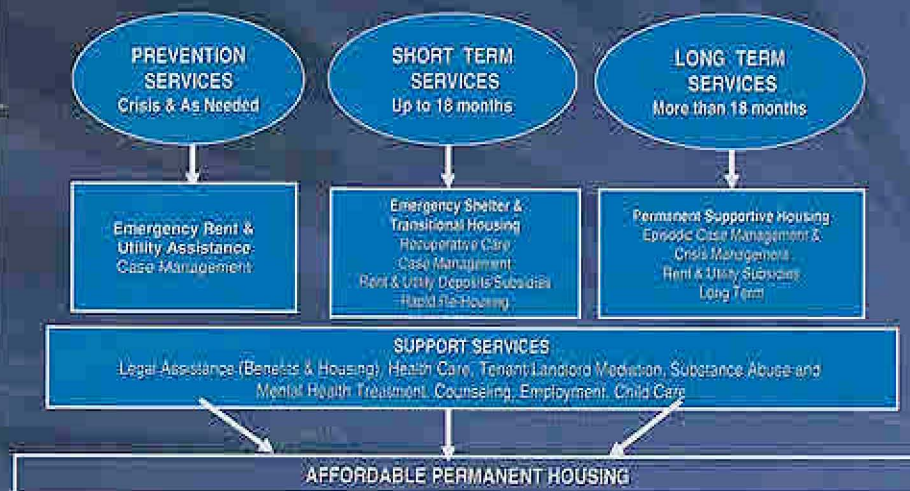 PREVENTION
SERVICES
Crisis & As Needed
SHORT TERM
SERVICES
Up to 18 months
LONG TERM
SERVICES
More than 18 months
Emergency Rent &
Utility Assistance
Case Management
Emergency Shelter &
Transitional Housing
Recuperative Care
Case Management
Rent & Utility Deposits Subsidies
Rapid Re-Housing
Permanent Supportive Housing
Episodic Case Management &
Crisis Management
Rent & Utility Subsidies
Long Term
SUPPORT SERVICES
Legal Assistance (Benefits & Housing), Health Care, Tenant Landlord Mediation, Substance Abuse and
Mental Health Treatment, Counseling, Employment, Child Care
AFFORDABLE PERMANENT HOUSING